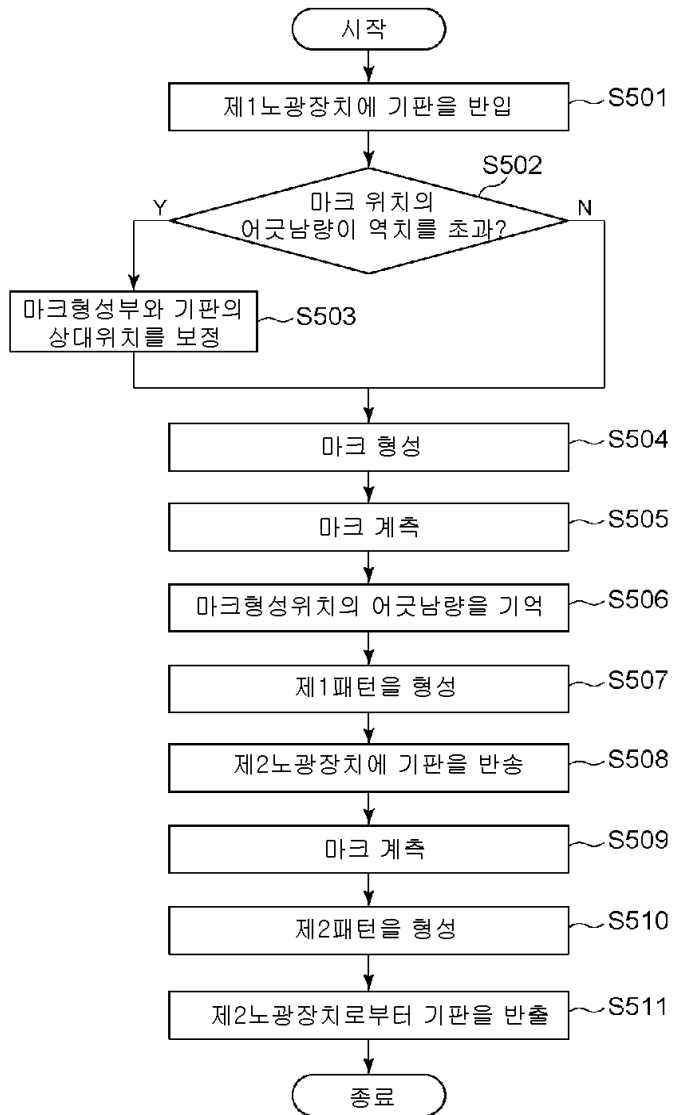 시작
제1노광장치에 기판을 반입
S501
S502
마크 위치의
어긋남량이 역치를 초과?
Y
N
마크형성부와 기판의
상대위치를 보정
S503
마크 형성
S504
마크 계측
S505
마크형성위치의 어긋남량을 기억
S506
제1패턴을 형성
S507
제2노광장치에 기판을 반송
S508
마크 계측
S509
제2패턴을 형성
S510
제2노광장치로부터 기판을 반출
S511
종료